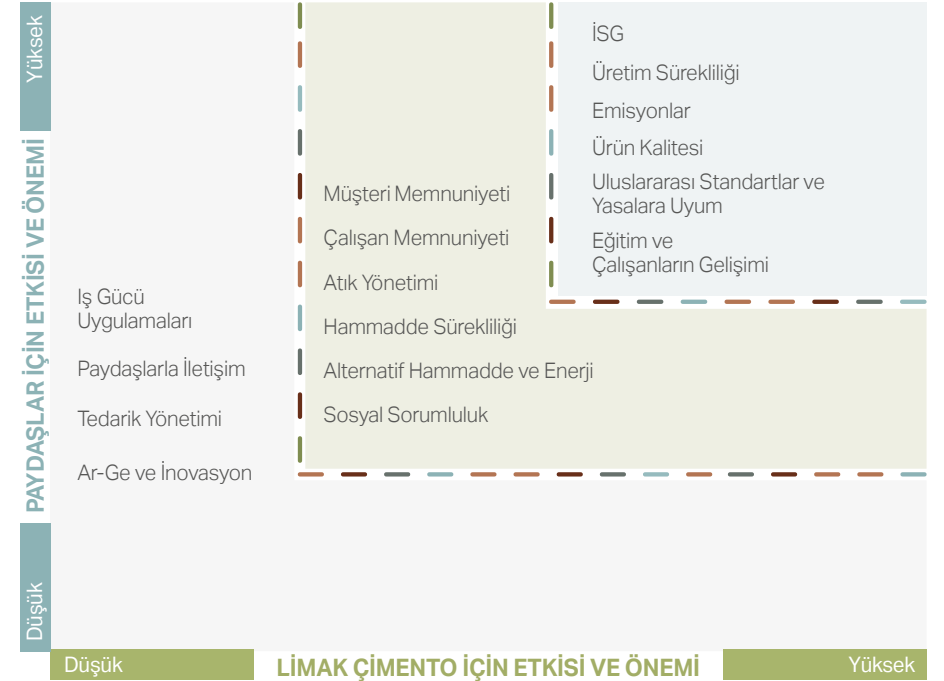 Yüksek
PAYDAŞLAR İÇİN ETKİSİ VE ÖNEMİ
Düşük
İSG
Üretim Sürekliliği
Emisyonlar
Ürün Kalitesi
Uluslararası Standartlar ve
Yasalara Uyum
Eğitim ve
Çalışanların Gelişimi
Müşteri Memnuniyeti
Çalışan Memnuniyeti
Atık Yönetimi
Hammadde Sürekliliği
Alternatif Hammadde ve Enerji
Sosyal Sorumluluk
Iş Gücü
Uygulamaları
Paydaşlarla İletişim
Tedarik Yönetimi
Ar-Ge ve İnovasyon
Düşük
LİMAK ÇİMENTO İÇİN ETKİSİ VE ÖNEMİ
Yüksek